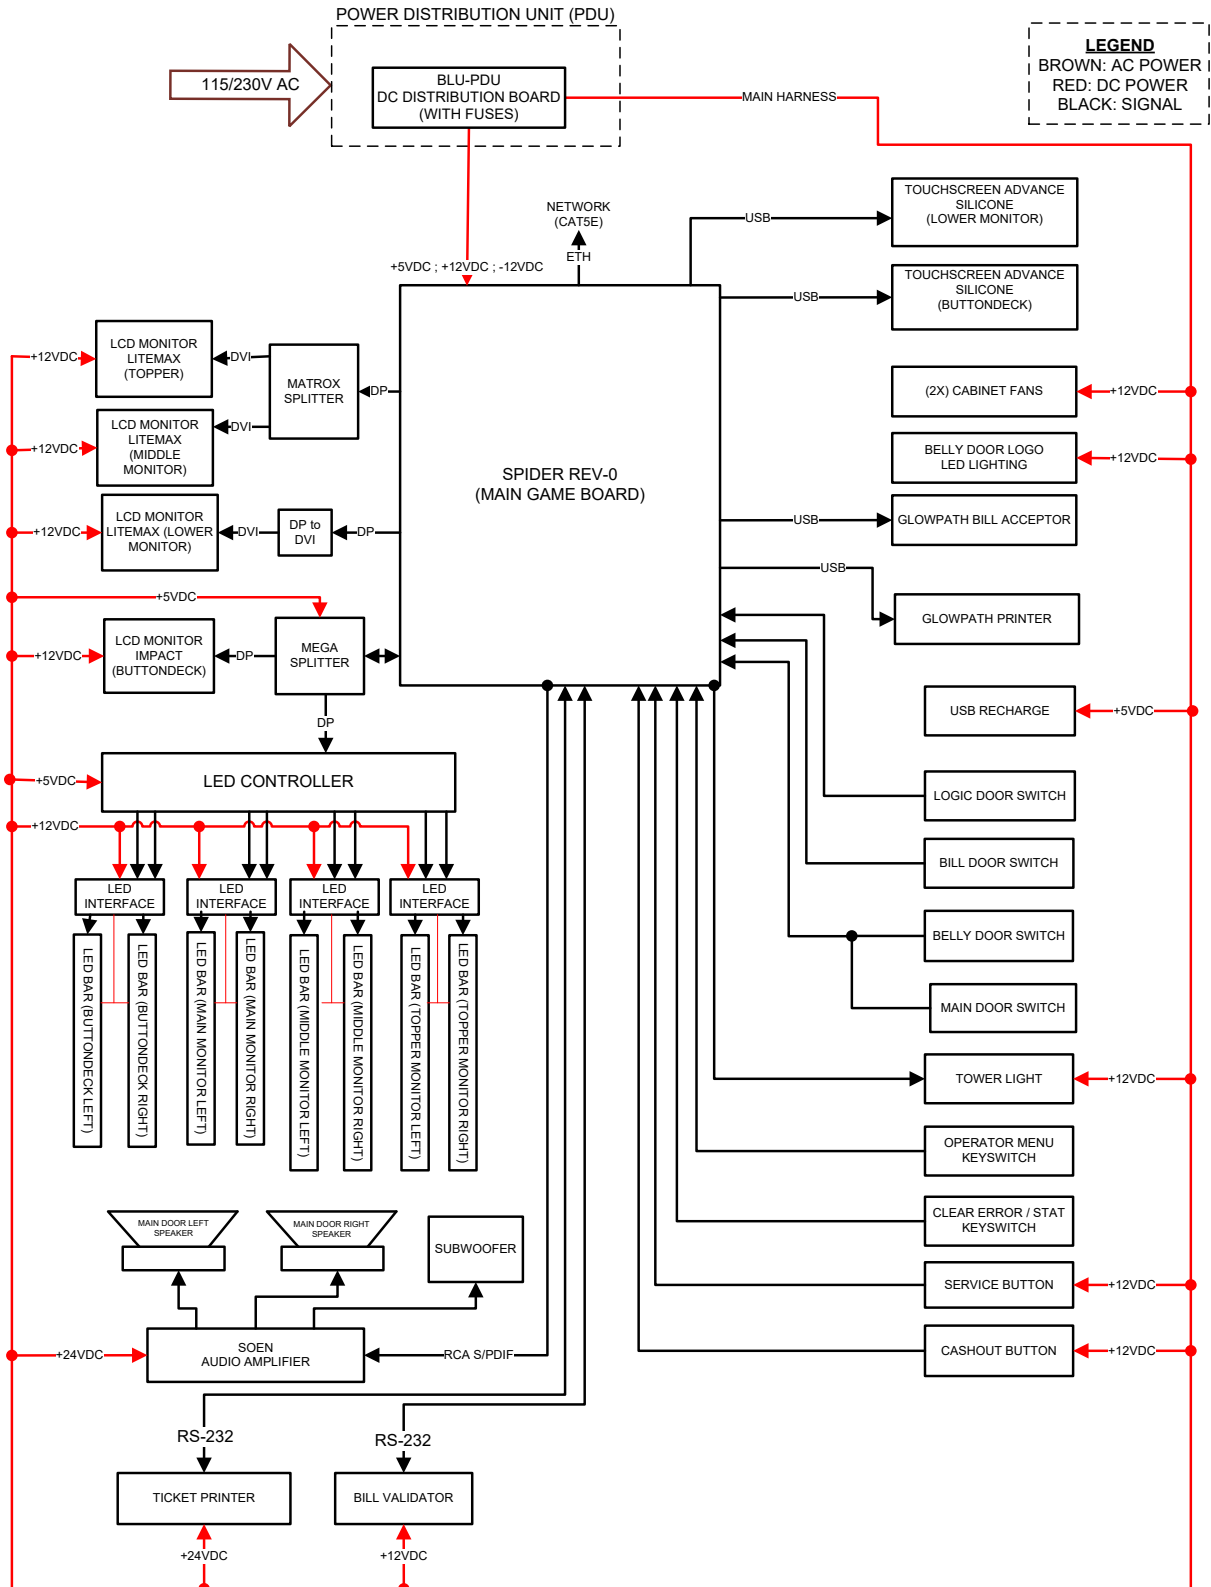 POWER DISTRIBUTION UNIT (PDU)
115/230V AC
BLU-PDU
DC DISTRIBUTION BOARD
(WITH FUSES)
MAIN HARNESS
LEGEND
BROWN: AC POWER
RED: DC POWER
BLACK: SIGNAL
NETWORK
(CAT5E)
ETH
+5VDC ; +12VDC ; -12VDC
USB
TOUCHSCREEN ADVANCE
SILICONE
(LOWER MONITOR)
USB
TOUCHSCREEN ADVANCE
SILICONE
(BUTTONDECK)
+12VDC
LCD MONITOR
LITEMAX
(TOPPER)
DVI
MATROX
SPLITTER
DP
+12VDC
LCD MONITOR
LITEMAX
(MIDDLE
MONITOR)
DVI
SPIDER REV-0
(MAIN GAME BOARD)
(2X) CABINET FANS
+12VDC
BELLY DOOR LOGO
LED LIGHTING
+12VDC
+12VDC
LCD MONITOR
LITEMAX (LOWER
MONITOR)
DVI
DP to
DVI
DP
USB
GLOWPATH BILL ACCEPTOR
USB
GLOWPATH PRINTER
+5VDC
+12VDC
LCD MONITOR
IMPACT
(BUTTONDECK)
DP
MEGA
SPLITTER
DP
USB RECHARGE
+5VDC
+5VDC
LED CONTROLLER
LOGIC DOOR SWITCH
+12VDC
BILL DOOR SWITCH
LED
INTERFACE
LED
INTERFACE
LED
INTERFACE
LED
INTERFACE
LED BAR (BUTTONDECK LEFT)
LED BAR (BUTTONDECK RIGHT)
LED BAR (MAIN MONITOR LEFT)
LED BAR (MAIN MONITOR RIGHT)
LED BAR (MIDDLE MONITOR LEFT)
LED BAR (MIDDLE MONITOR RIGHT)
LED BAR (TOPPER MONITOR LEFT)
LED BAR (TOPPER MONITOR RIGHT)
BELLY DOOR SWITCH
MAIN DOOR SWITCH
TOWER LIGHT
+12VDC
OPERATOR MENU
KEYSWITCH
CLEAR ERROR / STAT
KEYSWITCH
SERVICE BUTTON
+12VDC
CASHOUT BUTTON
+12VDC
MAIN DOOR LEFT
SPEAKER
MAIN DOOR RIGHT
SPEAKER
SUBWOOFER
+24VDC
SOEN
AUDIO AMPLIFIER
RCA S/PDIF
RS-232
RS-232
TICKET PRINTER
BILL VALIDATOR
+24VDC
+12VDC